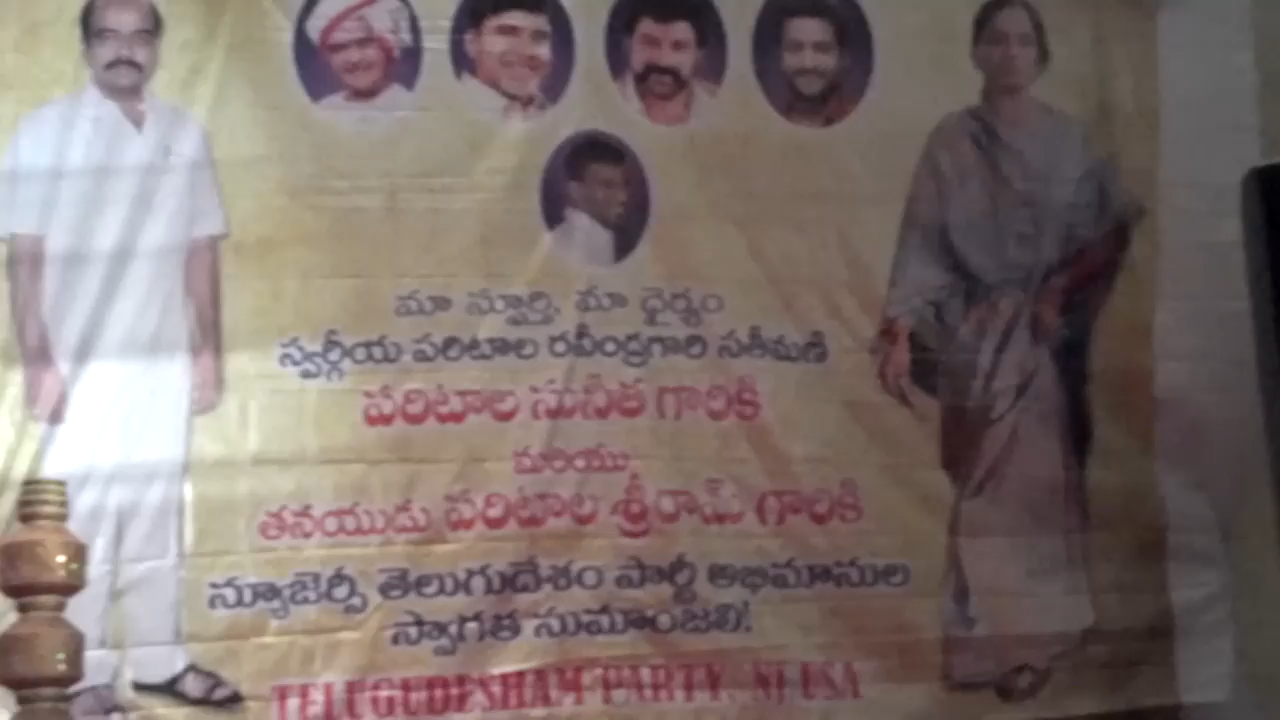 మా స్ఫూర్తి, మా ధైర్యం
స్వర్గీయ పరిటాల రవీంద్రగారి సతీమణి
పరిటాల సునీత గారికి
మరియు
తనయుడు పరిటాల శ్రీరామ్ గారికి
న్యూజెర్సీ తెలుగుదేశం పార్టీ అభిమానుల
స్వాగత సుమాంజలి!
TELUGUDESHAM PARTY, NJ USA